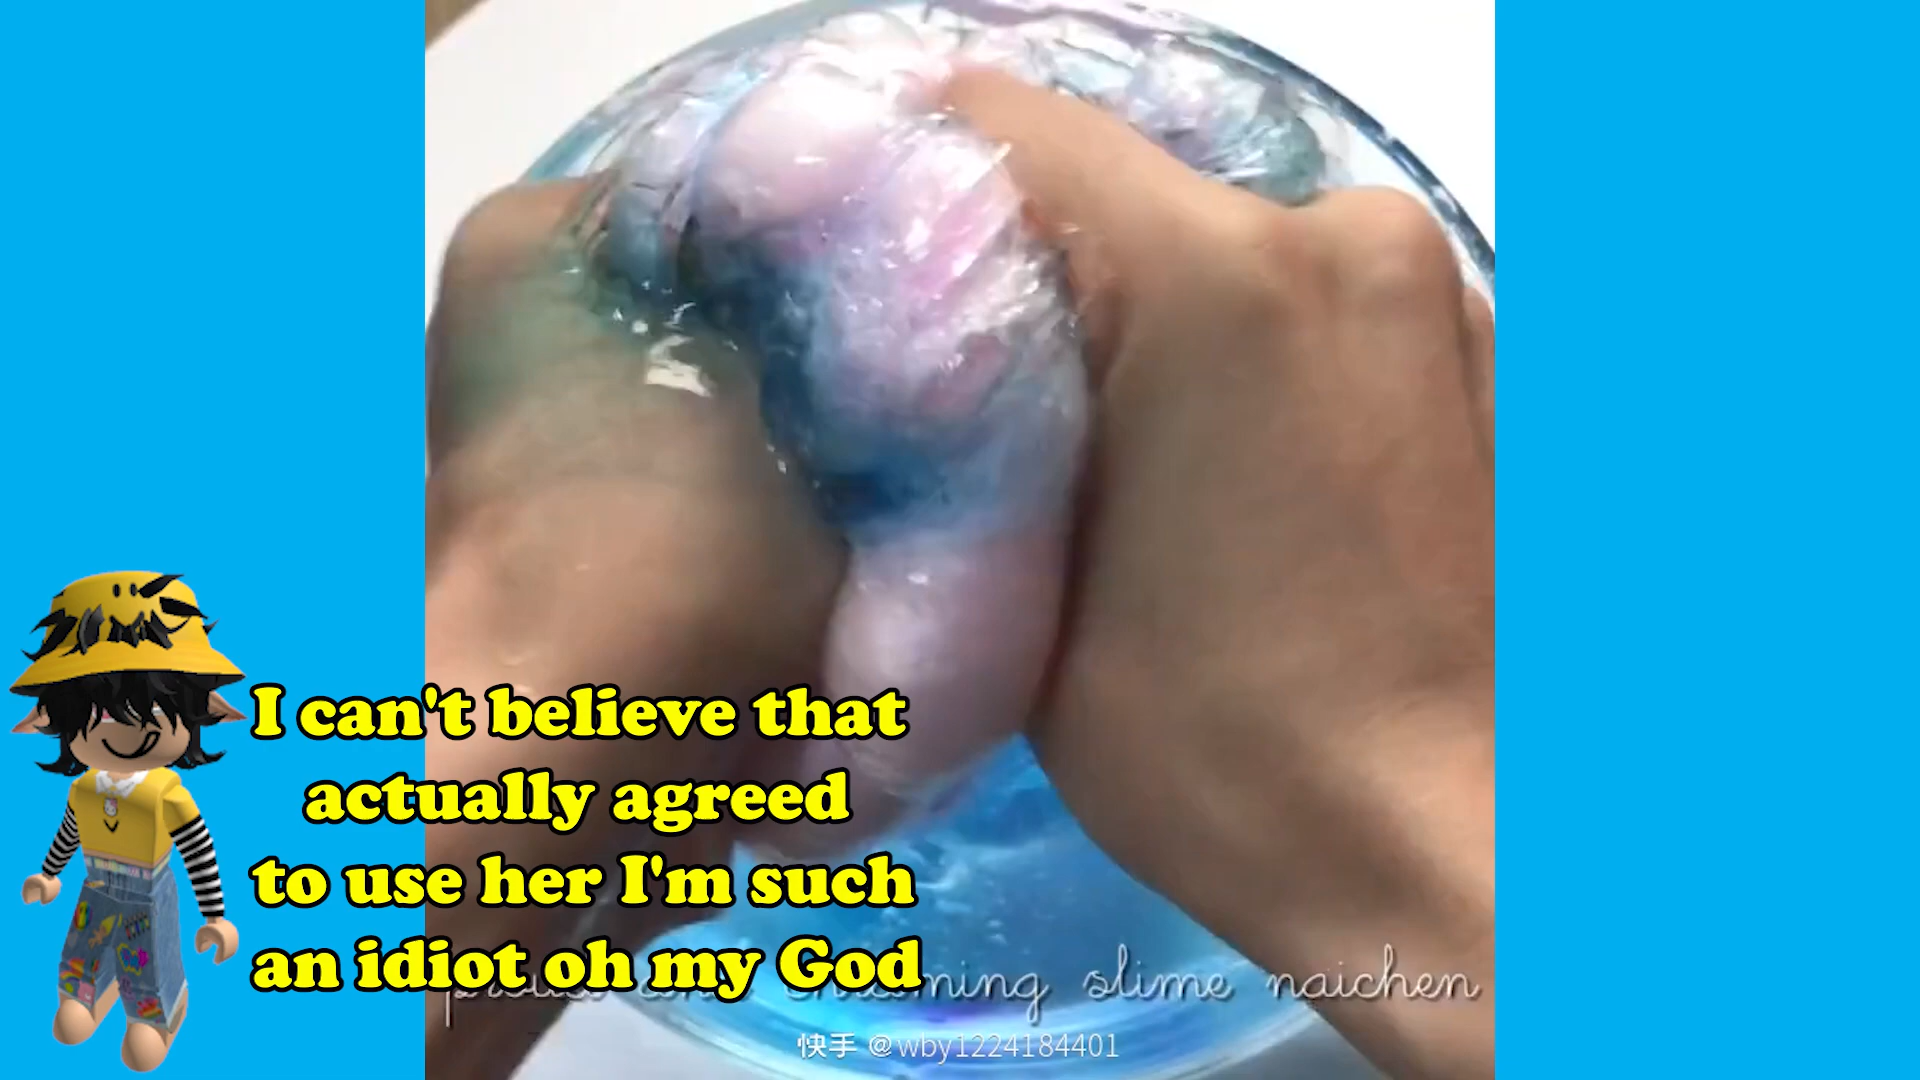 I can't believe that
actually agreed
to use her I'm such
an idiot oh my God
slime naichen
快手 @wby1224184401